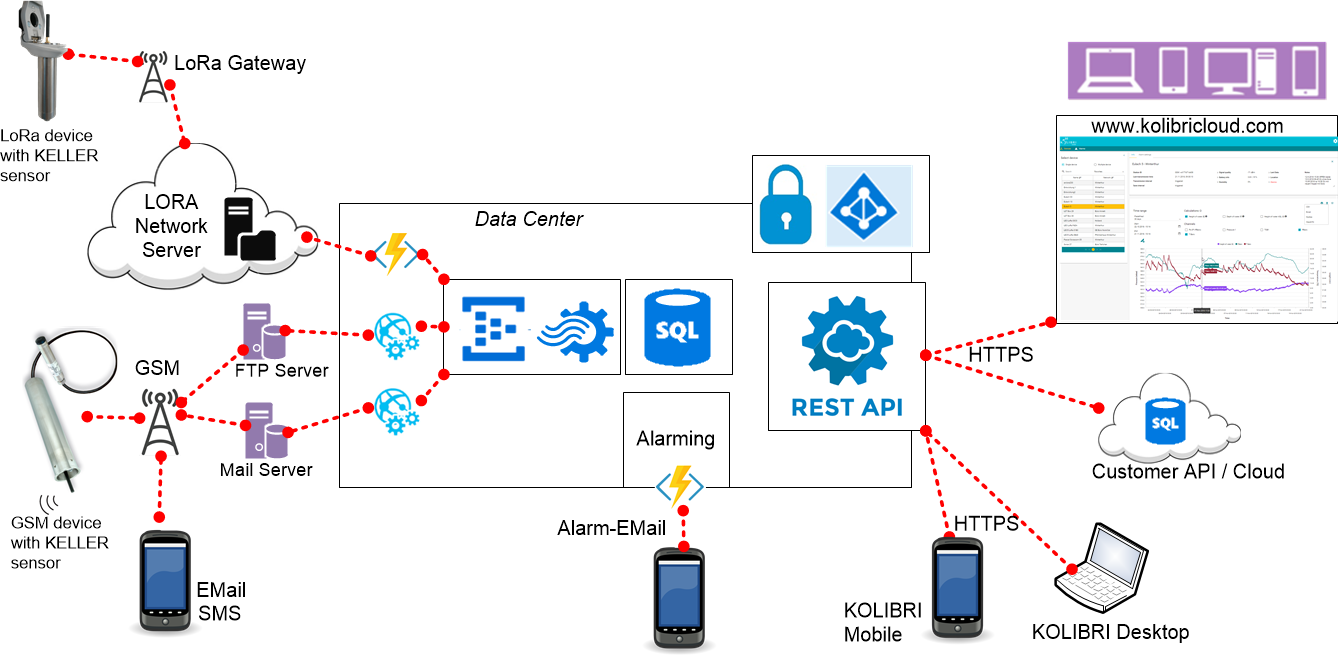 LoRa Gateway
LoRa device
with KELLER
sensor
www.kolibricloud.com
LORA
Network
Server
Data Center
SQL
REST API
HTTPS
FTP Server
GSM
Mail Server
Alarming
SQL
Customer API / Cloud
GSM device
with KELLER
sensor
Alarm-EMail
HTTPS
EMail
SMS
KOLIBRI
Mobile
KOLIBRI Desktop